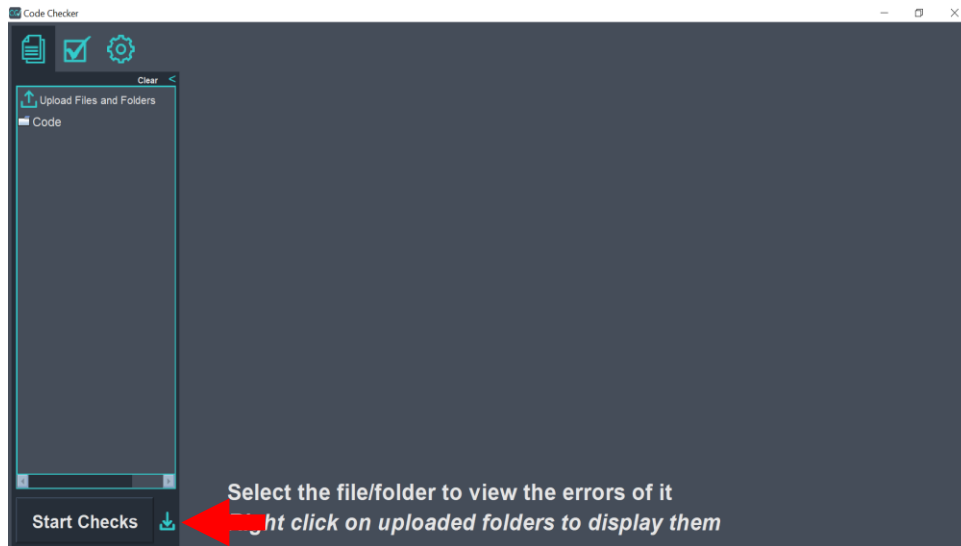 Code Checker
Clear <
Upload Files and Folders
Code
Select the file/folder to view the errors of it
Start Checks
click on uploaded folders to display them